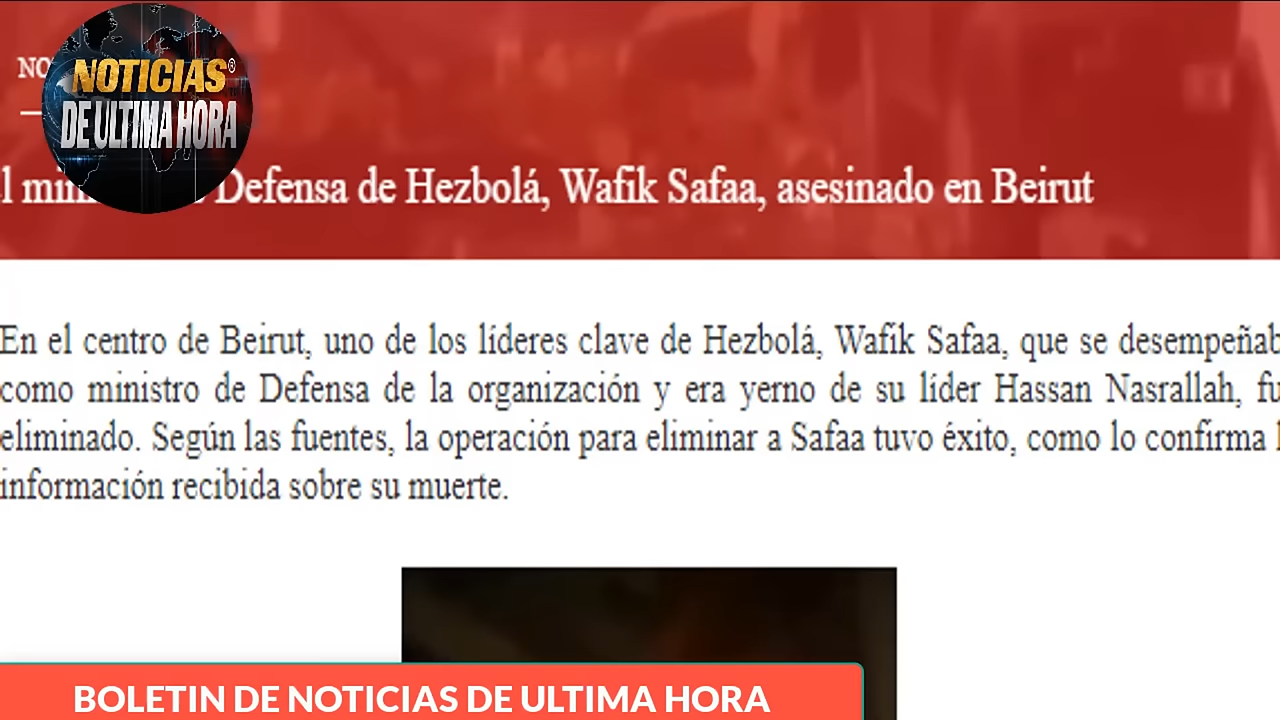 NOTICIAS®
DE ULTIMA HORA
Defensa de Hezbolá, Wafik Safaa, asesinado en Beirut
En el centro de Beirut, uno de los líderes clave de Hezbolá, Wafik Safaa, que se desempeñab
como ministro de Defensa de la organización y era yerno de su líder Hassan Nasrallah, fu
eliminado. Según las fuentes, la operación para eliminar a Safaa tuvo éxito, como lo confirma l
información recibida sobre su muerte.
BOLETIN DE NOTICIAS DE ULTIMA HORA